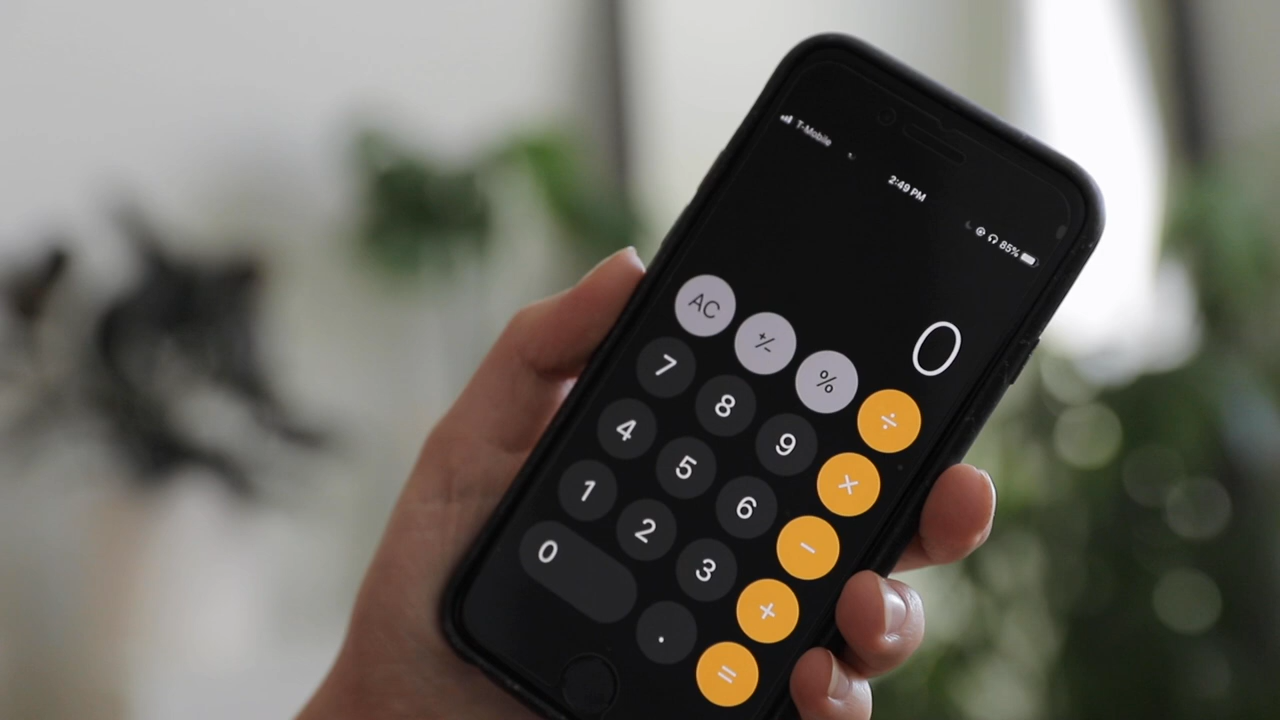 T-Mobile
2:49 PM
85%
0
AC +/- % ÷
7 8 9 ×
4 5 6 −
1 2 3 +
0 . =